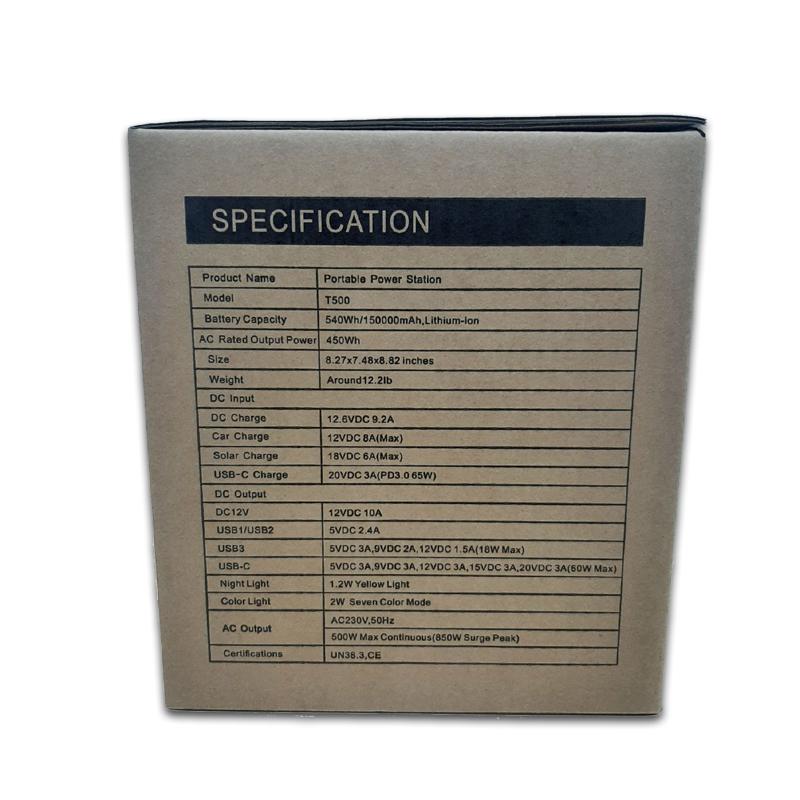 SPECIFICATION
Product Name Portable Power Station
Model T500
Battery Capacity 540Wh/150000mAh,Lithium-ion
AC Rated Output Power 450Wh
Size 8.27x7.48x8.82 inches
Weight Around12.2lb
DC Input
DC Charge 12.6VDC 9.2A
Car Charge 12VDC 8A(Max)
Solar Charge 18VDC 6A(Max)
USB-C Charge 20VDC 3A(PD3.0 65W)
DC Output
DC12V 12VDC 10A
USB1/USB2 5VDC 2.4A
USB3 5VDC 3A,9VDC 2A,12VDC 1.5A(18W Max)
USB-C 5VDC 3A,9VDC 3A,12VDC 3A,15VDC 3A,20VDC 3A(60W Max)
Night Light 1.2W Yellow Light
Color Light 2W Seven Color Mode
AC Output AC230V,50Hz
500W Max Continuous(850W Surge Peak)
Certifications UN38.3,CE